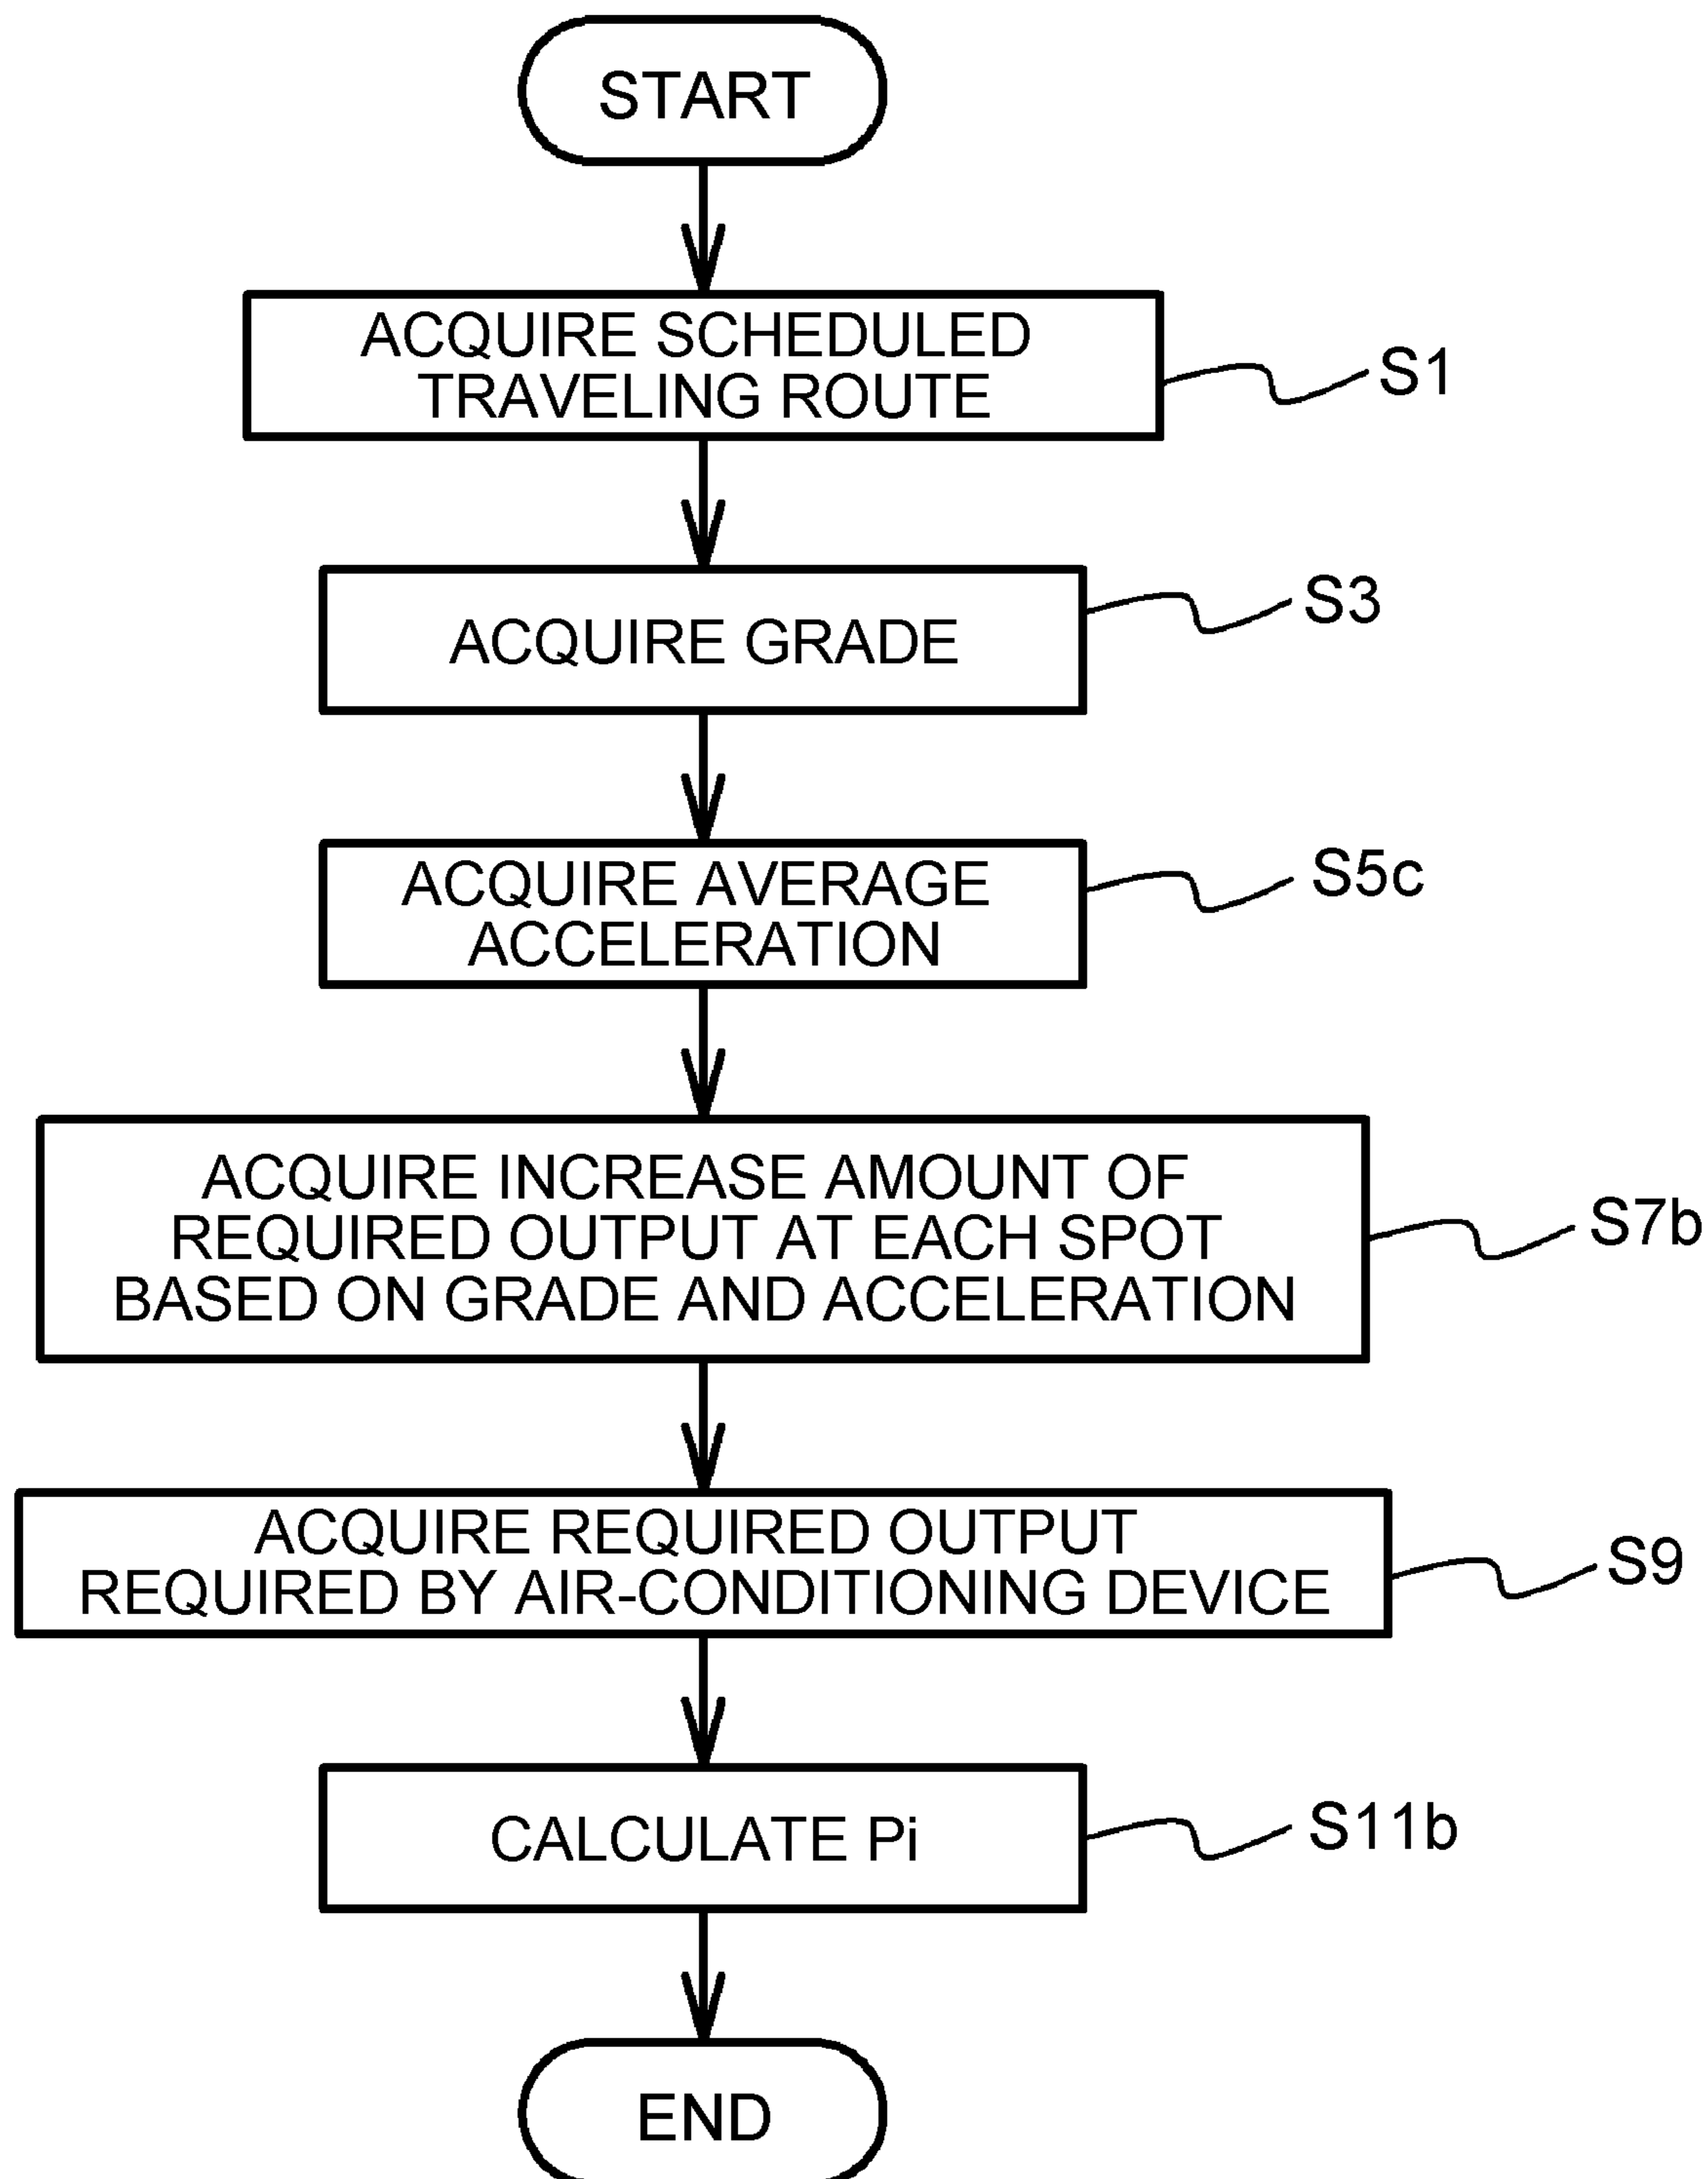 START
ACQUIRE SCHEDULED
TRAVELING ROUTE
S1
ACQUIRE GRADE
S3
ACQUIRE AVERAGE
ACCELERATION
S5c
ACQUIRE INCREASE AMOUNT OF
REQUIRED OUTPUT AT EACH SPOT
BASED ON GRADE AND ACCELERATION
S7b
ACQUIRE REQUIRED OUTPUT
REQUIRED BY AIR-CONDITIONING DEVICE
S9
CALCULATE Pi
S11b
END